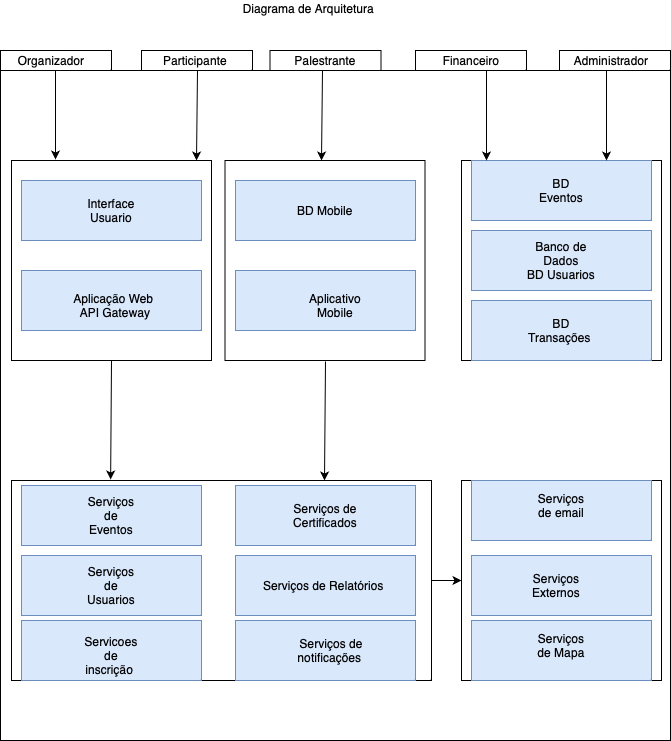 Diagrama de Arquitetura
Organizador
Participante
Palestrante
Financeiro
Administrador
Interface
Usuario
Aplicação Web
API Gateway
BD Mobile
Aplicativo
Mobile
BD
Eventos
Banco de
Dados
BD Usuarios
BD
Transações
Serviços
de
Eventos
Serviços
de
Usuarios
Servicoes
de
inscrição
Serviços de
Certificados
Serviços de Relatórios
Serviços de
notificações
Serviços
de email
Serviços
Externos
Serviços
de Mapa